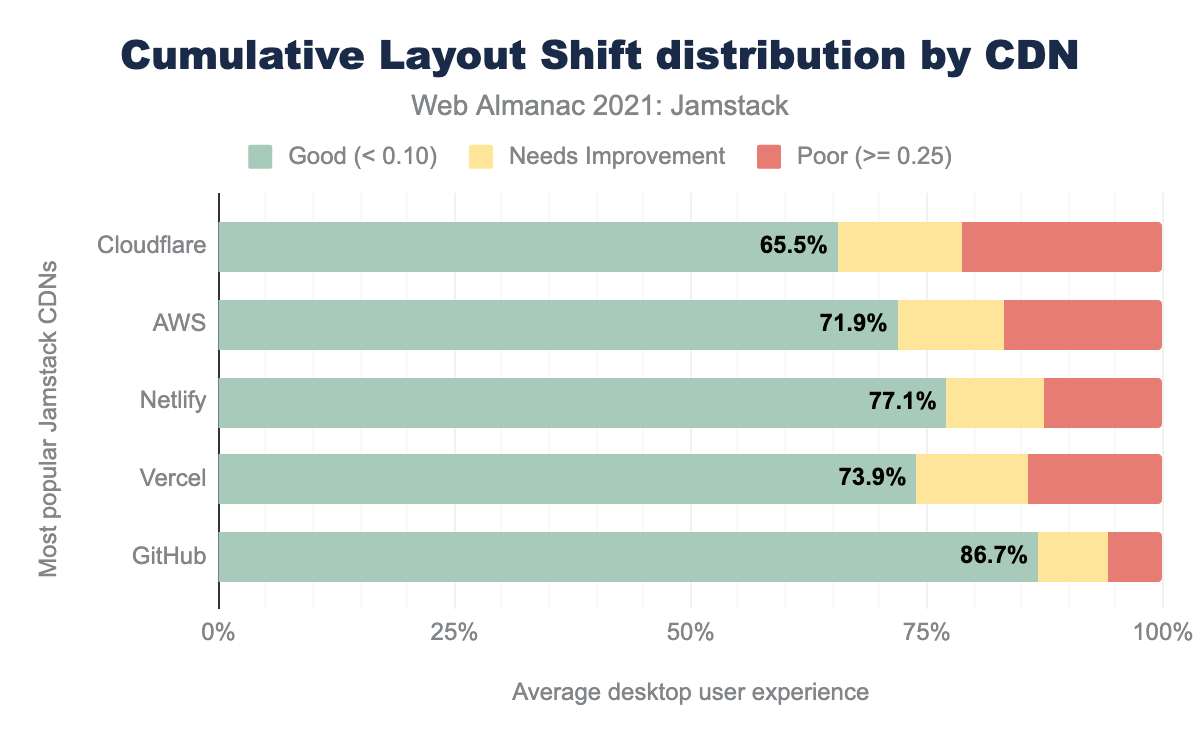 Cumulative Layout Shift distribution by CDN
Web Almanac 2021: Jamstack
Good (< 0.10) Needs Improvement Poor (>= 0.25)
Most popular Jamstack CDNs
Cloudflare 65.5%
AWS 71.9%
Netlify 77.1%
Vercel 73.9%
GitHub 86.7%
0% 25% 50% 75% 100%
Average desktop user experience